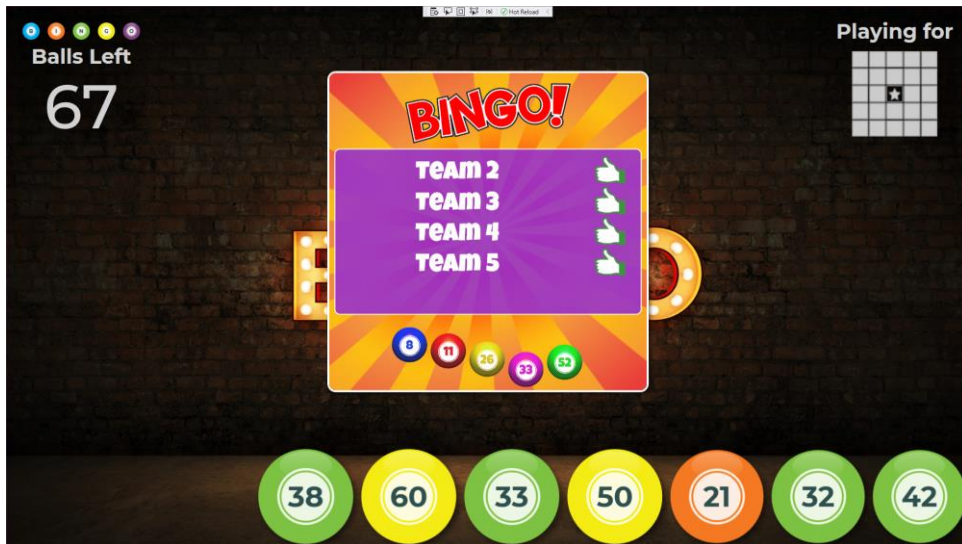 Hot Reload
B I N G O
Balls Left
67
Playing for
BINGO!
Team 2
Team 3
Team 4
Team 5
8 11 26 33 52
38 60 33 50 21 32 42